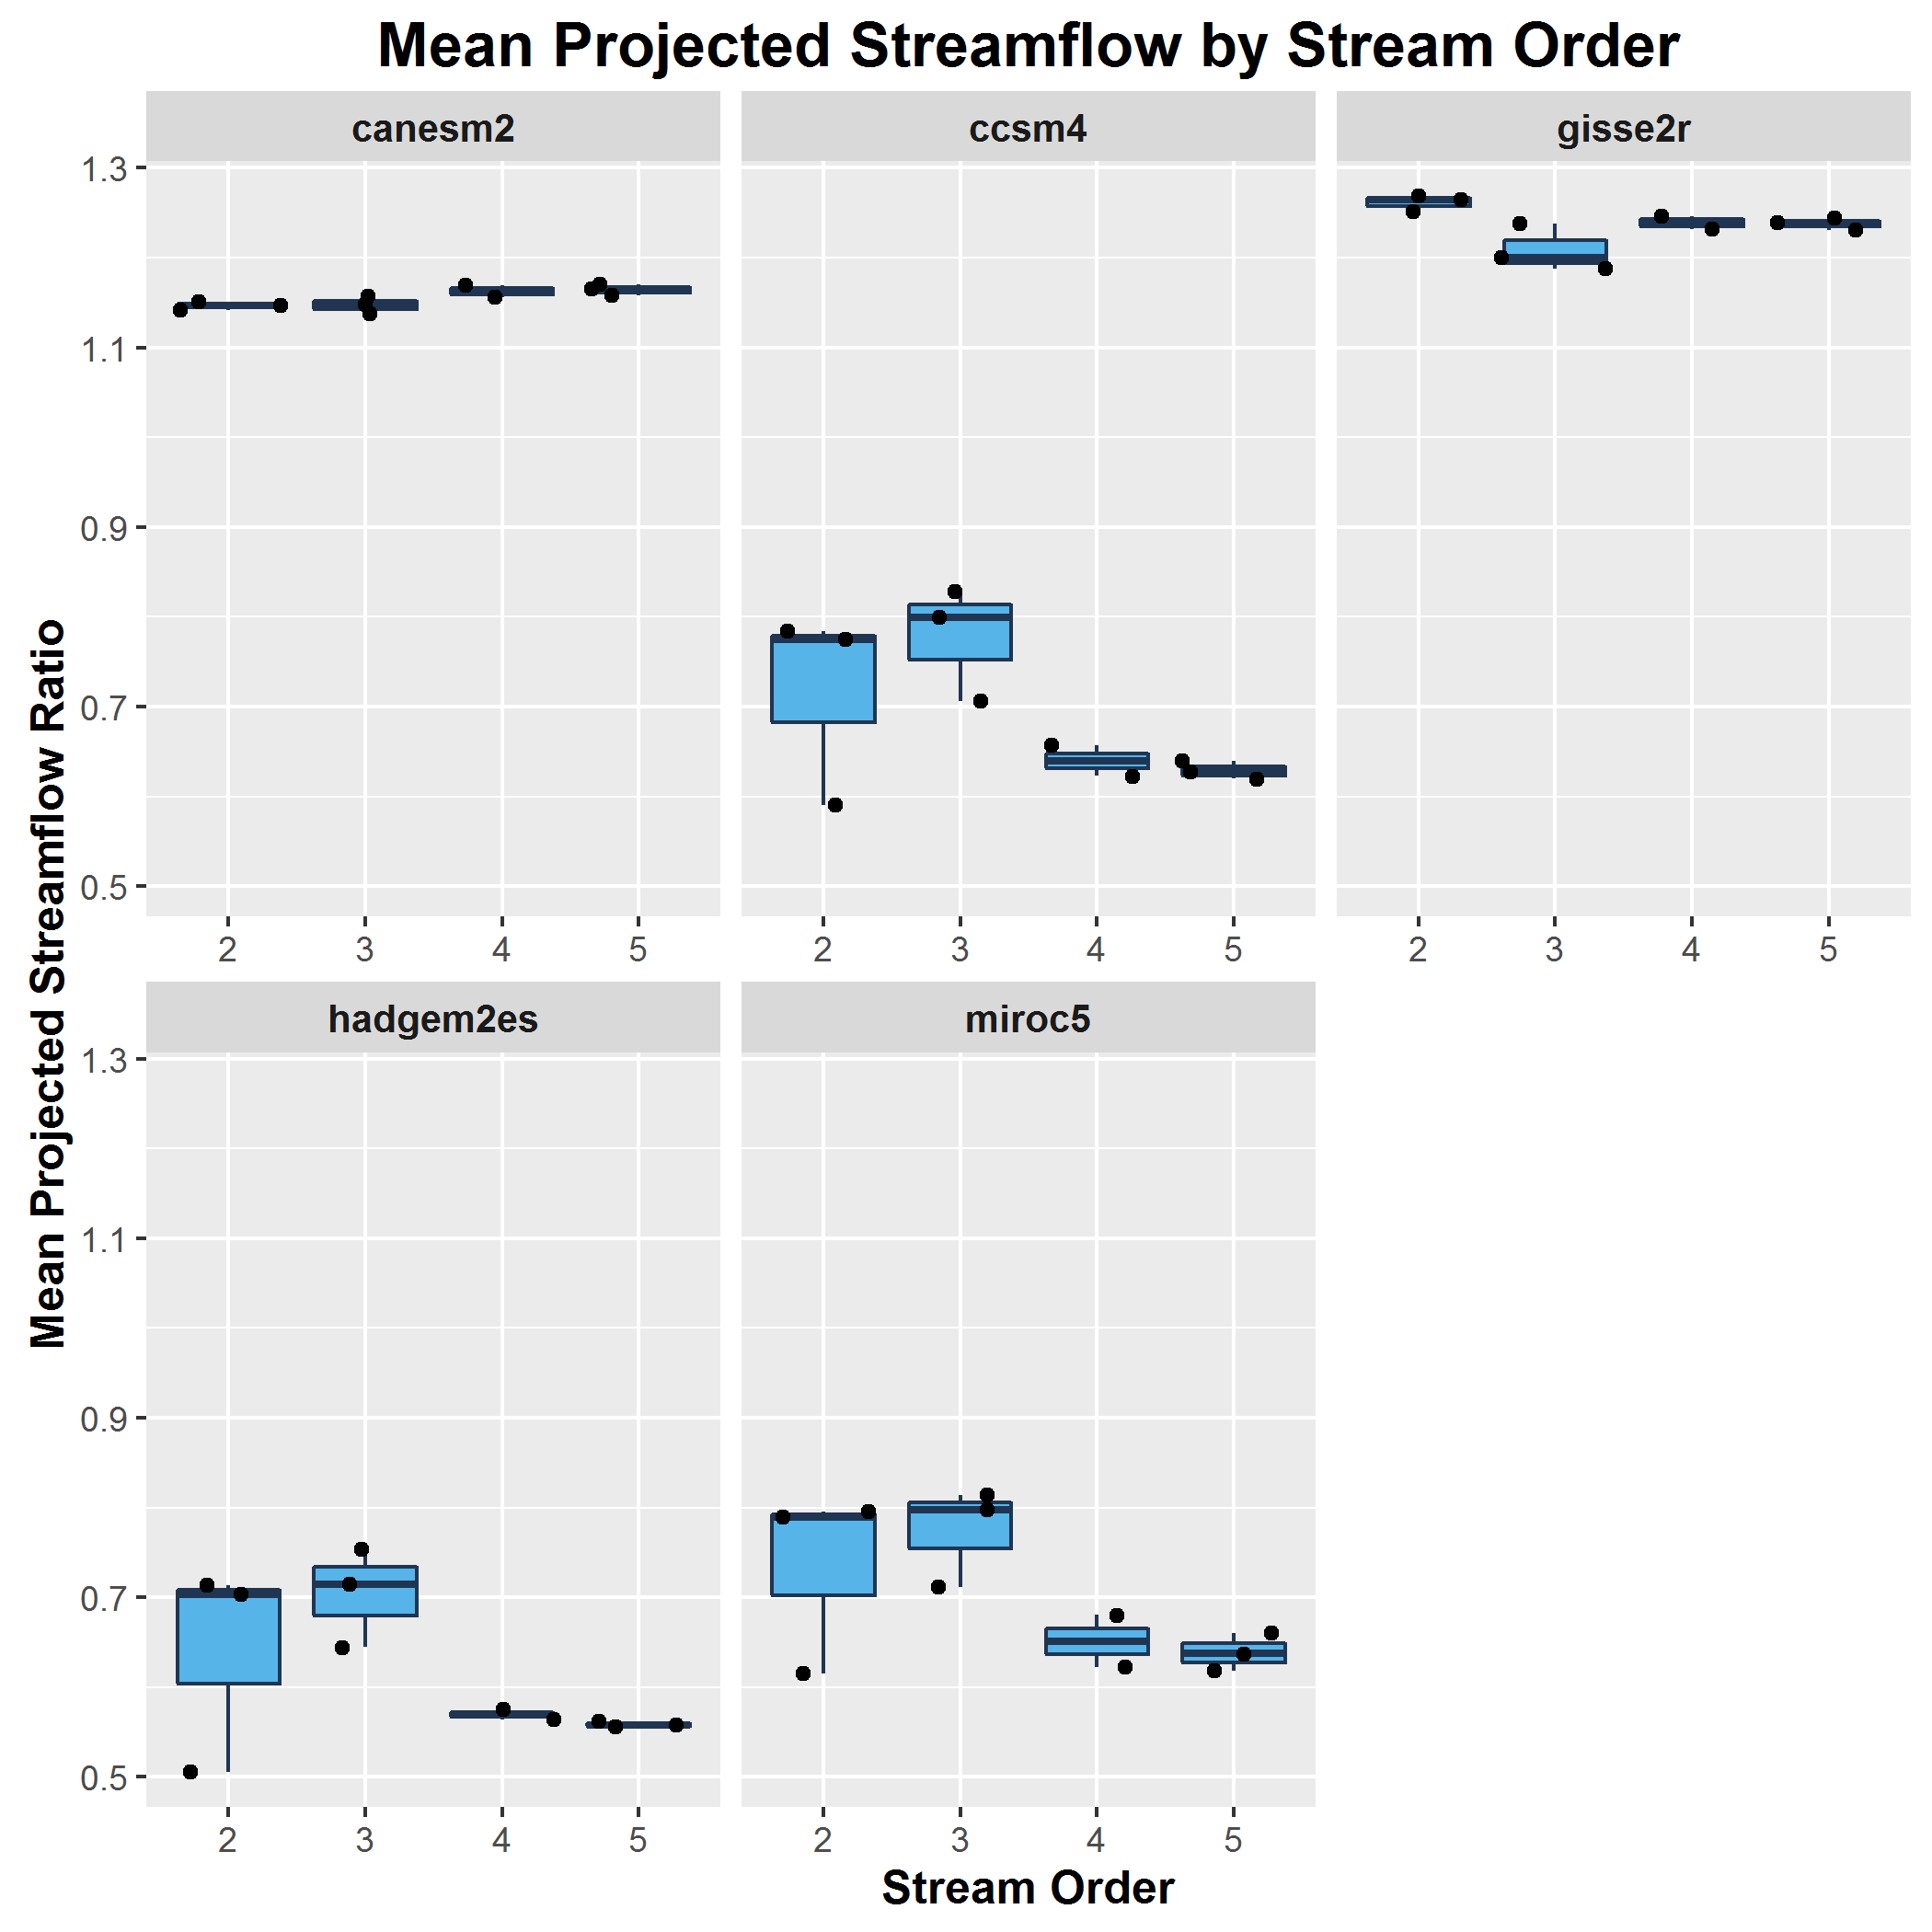 Mean Projected Streamflow by Stream Order
canesm2 ccsm4 gisse2r
1.3
1.1
0.9
0.7
0.5
2 3 4 5 2 3 4 5 2 3 4 5
Mean Projected Streamflow Ratio
hadgem2es miroc5
1.3
1.1
0.9
0.7
0.5
2 3 4 5 2 3 4 5
Stream Order